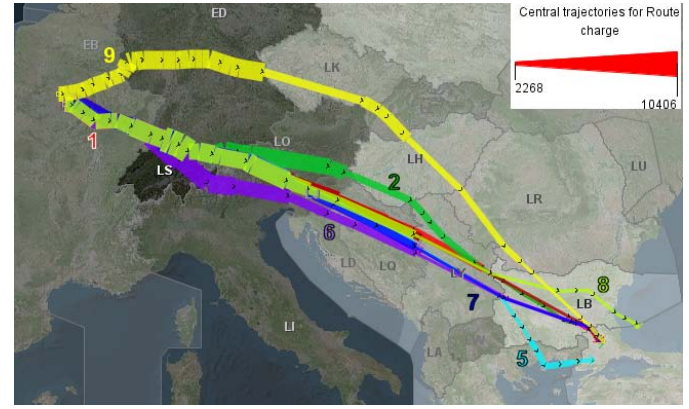 Central trajectories for Route
charge
2268
10406
ED
EB
9
LK
1
LO
LH
LU
LS
2
LR
6
LD
LQ
LY
8
7
LB
LI
LA
5